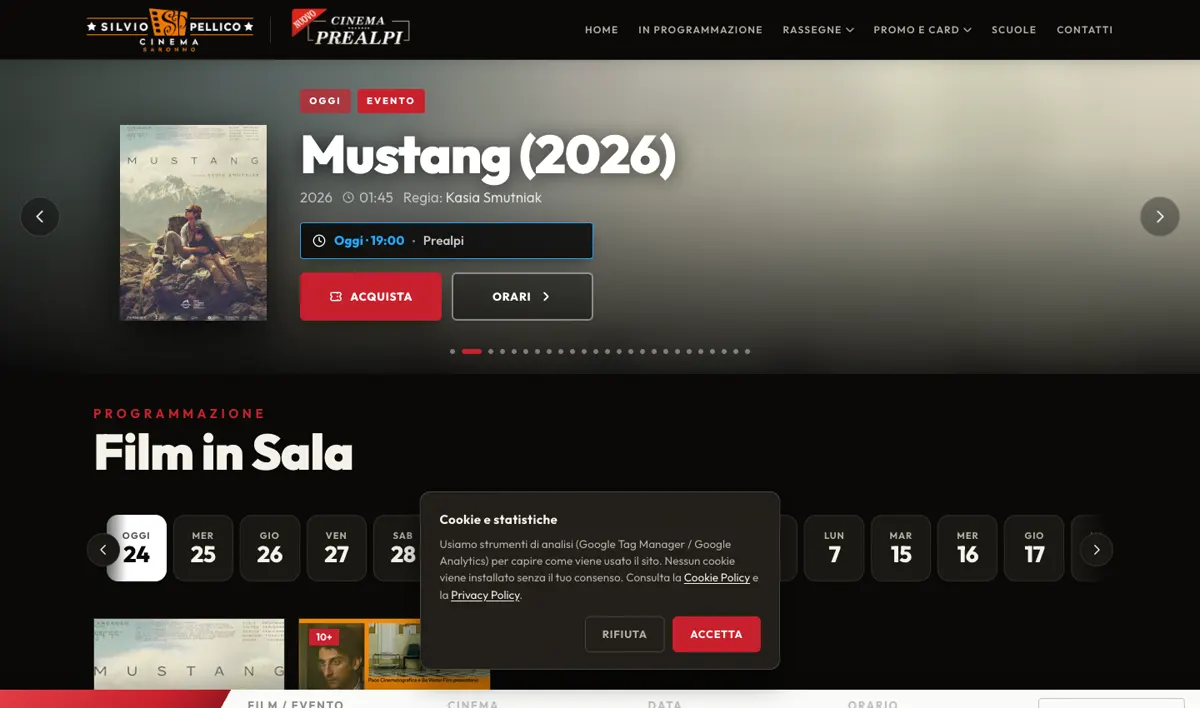 SILVIO PELLICO
CINEMA
SARONNO
NUOVO
CINEMA
PREALPI
HOME
IN PROGRAMMAZIONE
RASSEGNE
PROMO E CARD
SCUOLE
CONTATTI
OGGI
EVENTO
MUSTANG
KASIA SMUTNIAK
Mustang (2026)
2026 01:45 Regia: Kasia Smutniak
Oggi · 19:00 · Prealpi
ACQUISTA
ORARI
PROGRAMMAZIONE
Film in Sala
OGGI
24
MER
25
GIO
26
VEN
27
SAB
28
LUN
7
MAR
15
MER
16
GIO
17
Cookie e statistiche
Usiamo strumenti di analisi (Google Tag Manager / Google
Analytics) per capire come viene usato il sito. Nessun cookie
viene installato senza il tuo consenso. Consulta la Cookie Policy e
la Privacy Policy.
RIFIUTA
ACCETTA
MUSTANG
10+
FILM / EVENTO
CINEMA
DATA
ORARIO